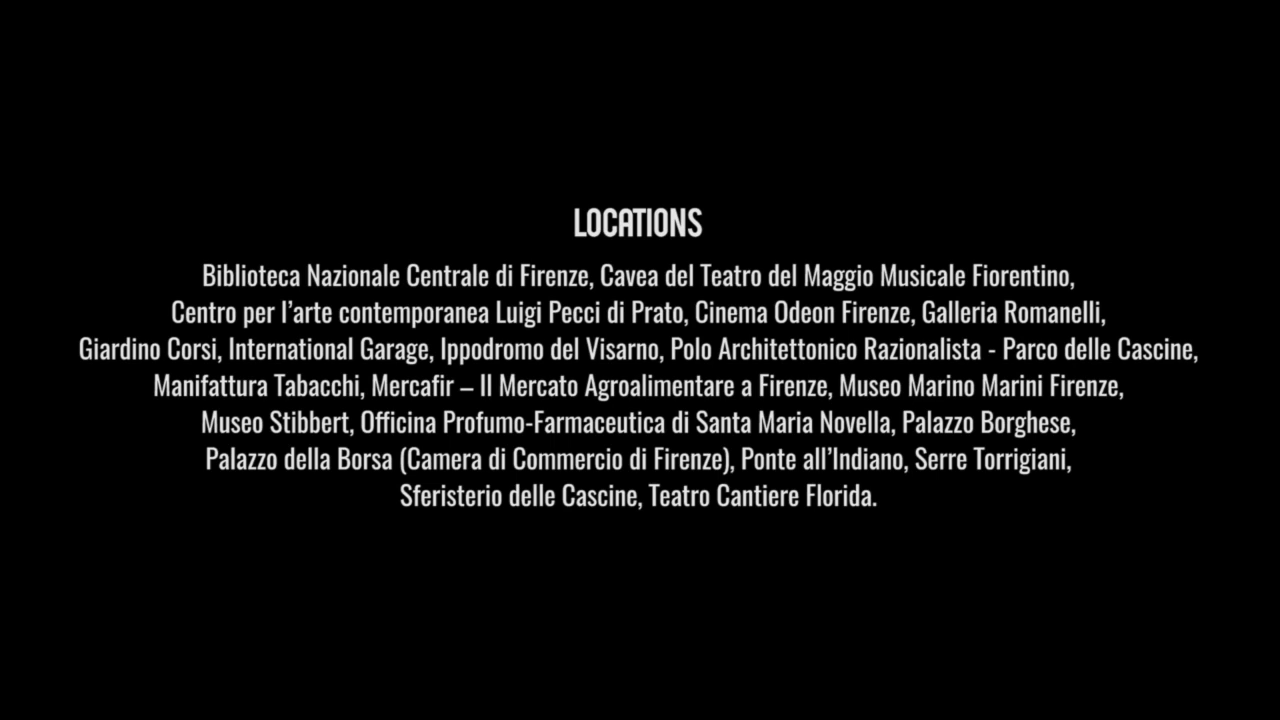 LOCATIONS
Biblioteca Nazionale Centrale di Firenze, Cavea del Teatro del Maggio Musicale Fiorentino,
Centro per l’arte contemporanea Luigi Pecci di Prato, Cinema Odeon Firenze, Galleria Romanelli,
Giardino Corsi, International Garage, Ippodromo del Visarno, Polo Architettonico Razionalista - Parco delle Cascine,
Manifattura Tabacchi, Mercafir – Il Mercato Agroalimentare a Firenze, Museo Marino Marini Firenze,
Museo Stibbert, Officina Profumo-Farmaceutica di Santa Maria Novella, Palazzo Borghese,
Palazzo della Borsa (Camera di Commercio di Firenze), Ponte all’Indiano, Serre Torrigiani,
Sferisterio delle Cascine, Teatro Cantiere Florida.